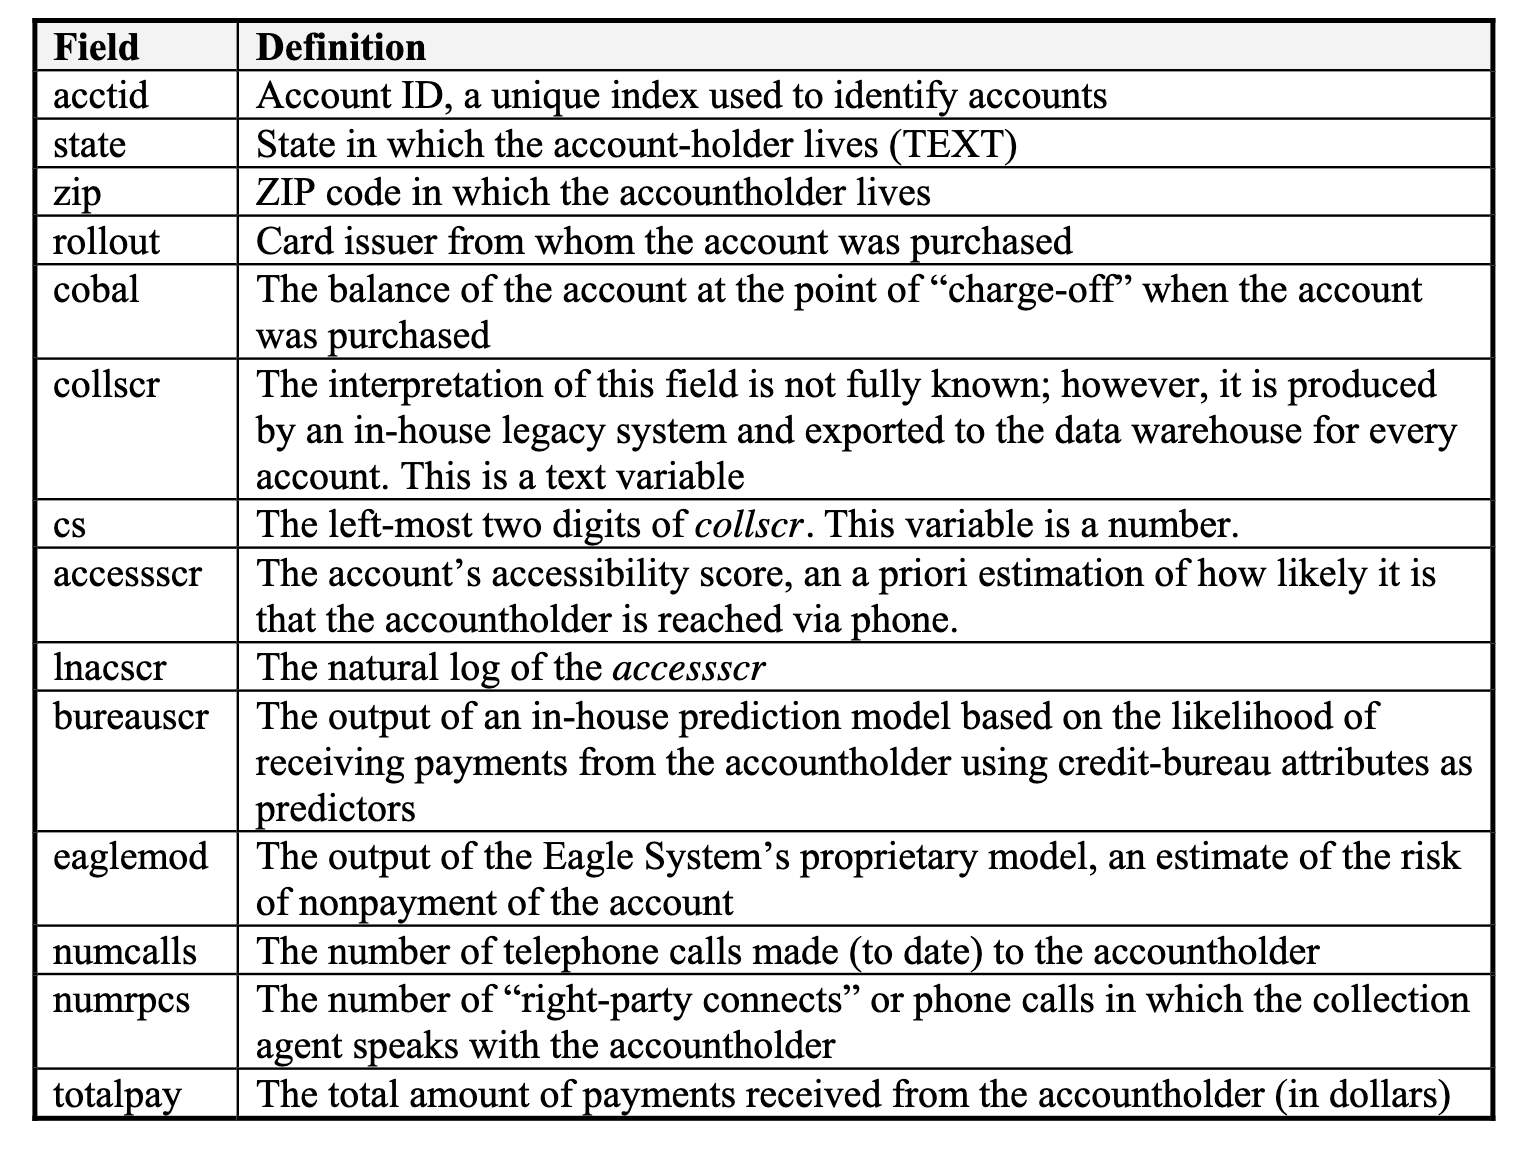 Field Definition
acctid Account ID, a unique index used to identify accounts
state State in which the account-holder lives (TEXT)
zip ZIP code in which the accountholder lives
rollout Card issuer from whom the account was purchased
cobal The balance of the account at the point of “charge-off” when the account
was purchased
collscr The interpretation of this field is not fully known; however, it is produced
by an in-house legacy system and exported to the data warehouse for every
account. This is a text variable
cs The left-most two digits of collscr. This variable is a number.
accessscr The account’s accessibility score, an a priori estimation of how likely it is
that the accountholder is reached via phone.
lnacscr The natural log of the accessscr
bureauscr The output of an in-house prediction model based on the likelihood of
receiving payments from the accountholder using credit-bureau attributes as
predictors
eaglemod The output of the Eagle System’s proprietary model, an estimate of the risk
of nonpayment of the account
numcalls The number of telephone calls made (to date) to the accountholder
numrpcs The number of “right-party connects” or phone calls in which the collection
agent speaks with the accountholder
totalpay The total amount of payments received from the accountholder (in dollars)